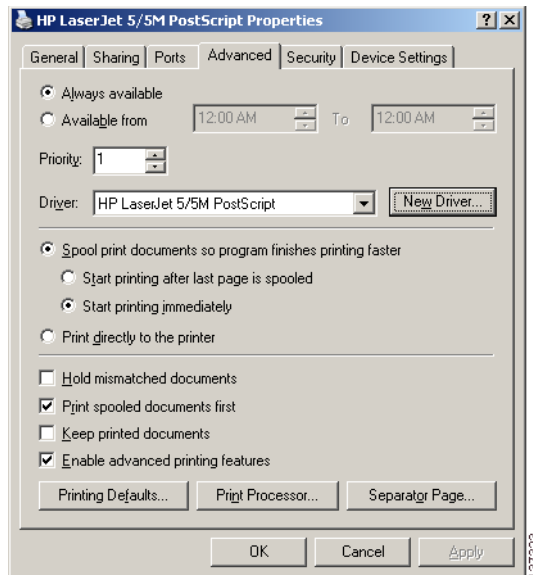 HP LaserJet 5/5M PostScript Properties ? X
General Sharing Ports Advanced Security Device Settings
Always available
Available from 12:00 AM To 12:00 AM
Priority: 1
Driver: HP LaserJet 5/5M PostScript New Driver...
Spool print documents so program finishes printing faster
Start printing after last page is spooled
Start printing immediately
Print directly to the printer
Hold mismatched documents
Print spooled documents first
Keep printed documents
Enable advanced printing features
Printing Defaults... Print Processor... Separator Page...
OK Cancel Apply